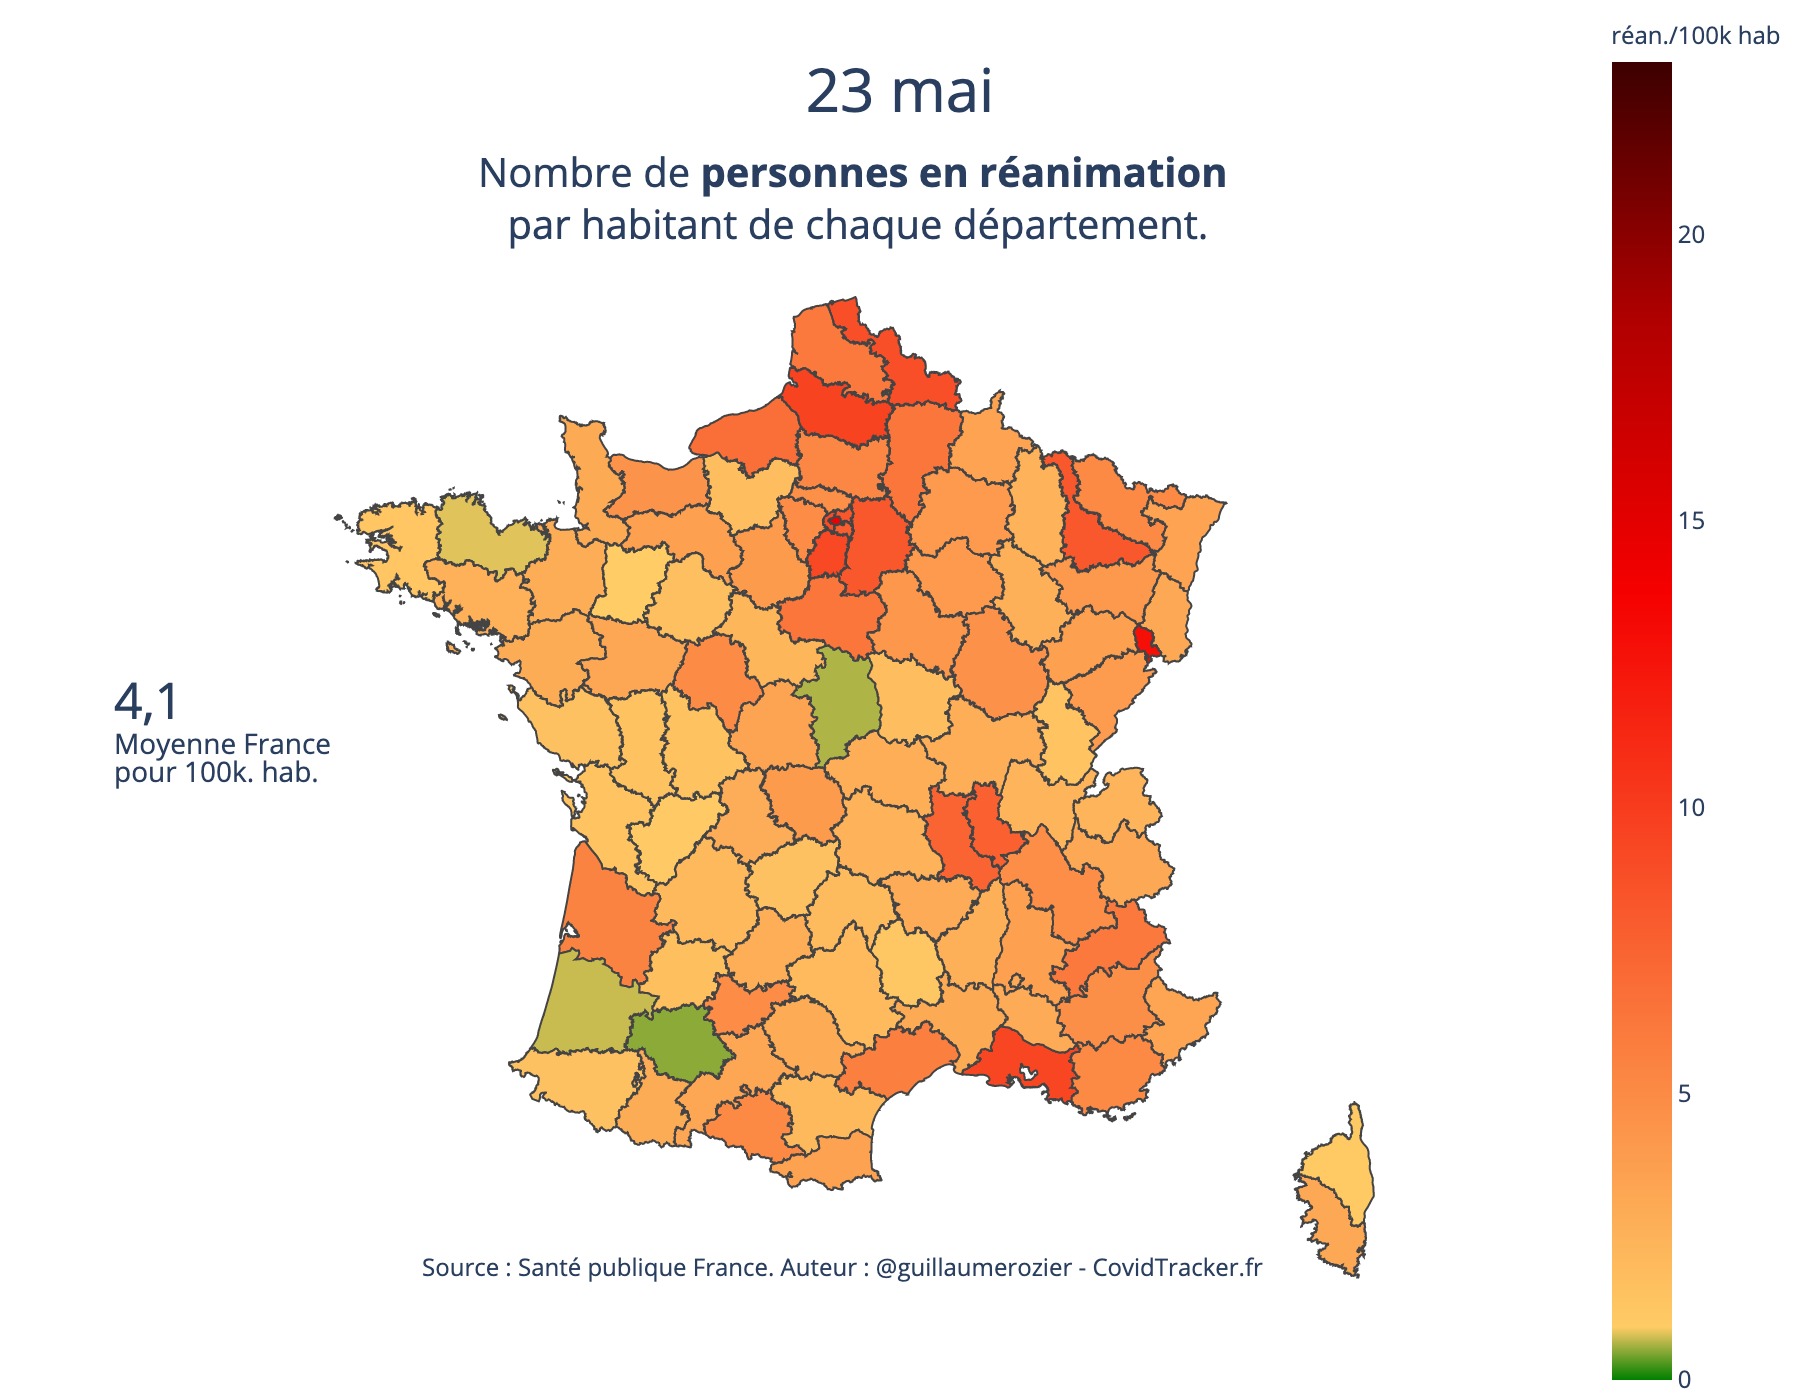 réan./100k hab
23 mai
Nombre de personnes en réanimation
par habitant de chaque département.
20
15
4,1
Moyenne France
pour 100k. hab.
10
5
Source : Santé publique France. Auteur : @guillaumerozier - CovidTracker.fr
0